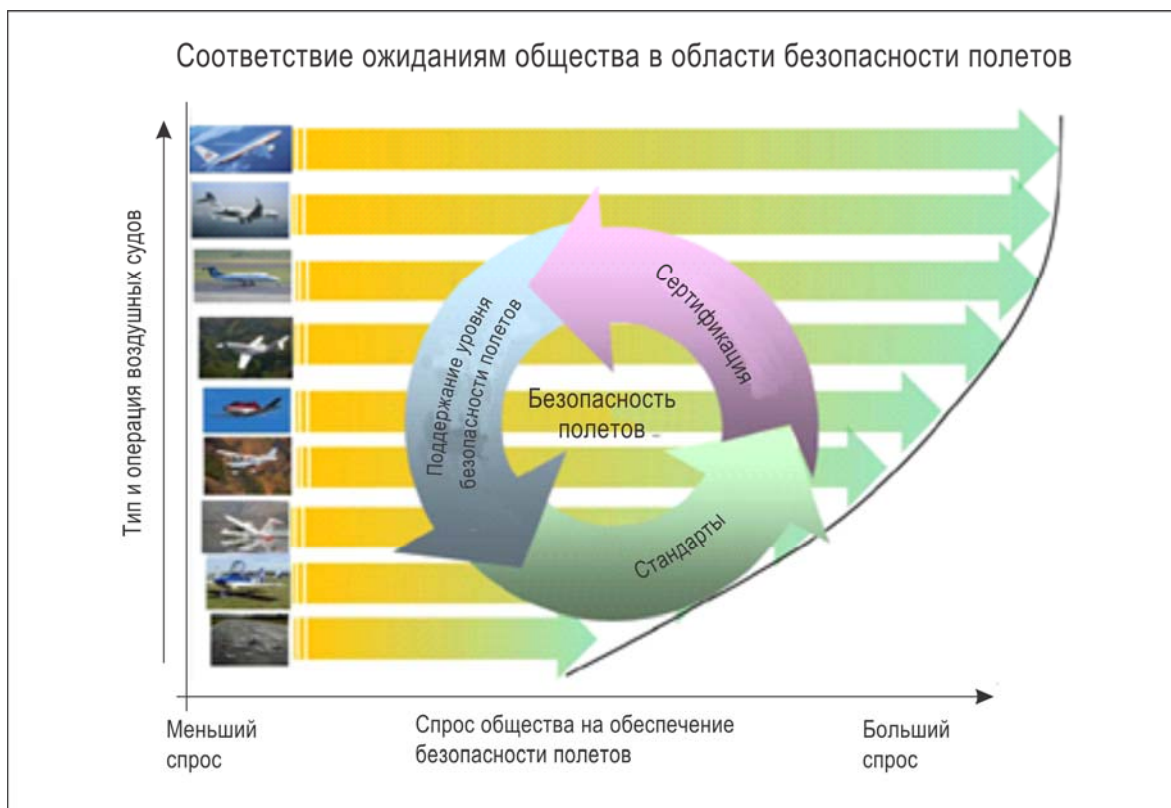 Соответствие ожиданиям общества в области безопасности полетов
Тип и операция воздушных судов
Сертификация
Поддержание уровня
безопасности полетов
Безопасность
полетов
Стандарты
Меньший
спрос
Спрос общества на обеспечение
безопасности полетов
Больший
спрос